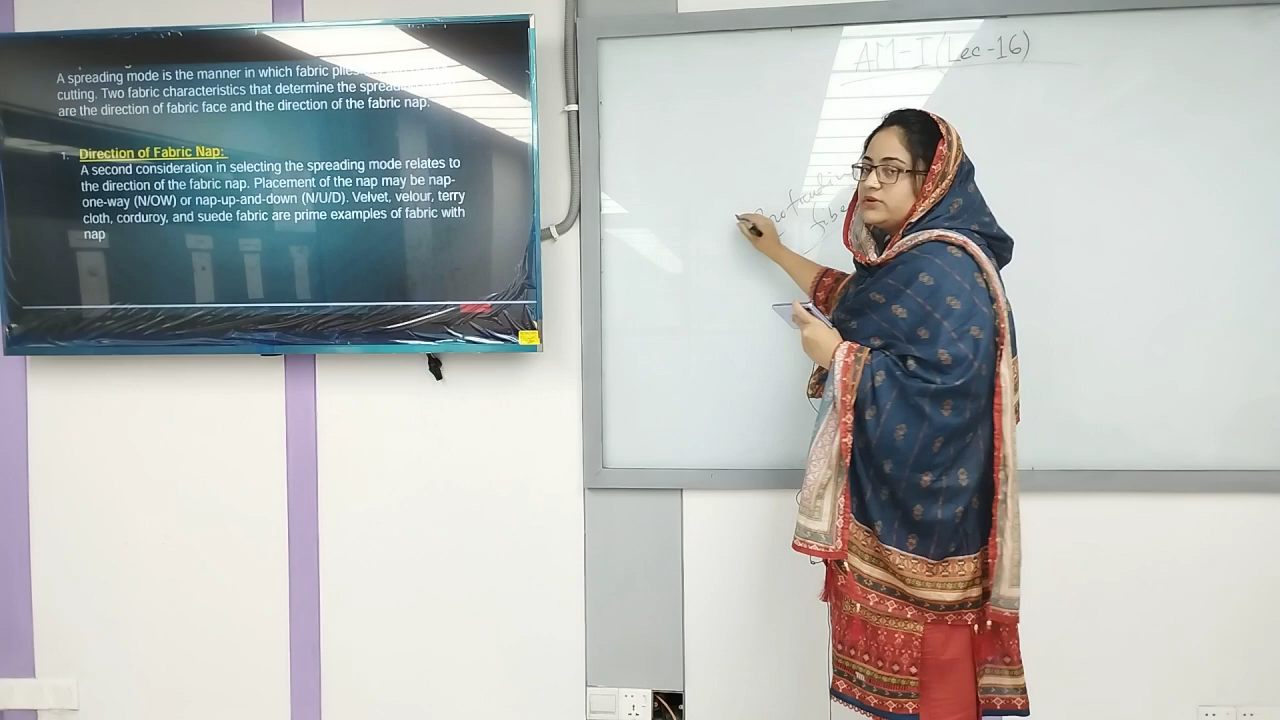 A spreading mode is the manner in which fabric plies
cutting. Two fabric characteristics that determine the
are the direction of fabric face and the direction of the fabric nap.
1. Direction of Fabric Nap:
A second consideration in selecting the spreading mode relates to
the direction of the fabric nap. Placement of the nap may be nap-
one-way (N/OW) or nap-up-and-down (N/U/D). Velvet, velour, terry
cloth, corduroy, and suede fabric are prime examples of fabric with
nap
AM-I (Lec-16)